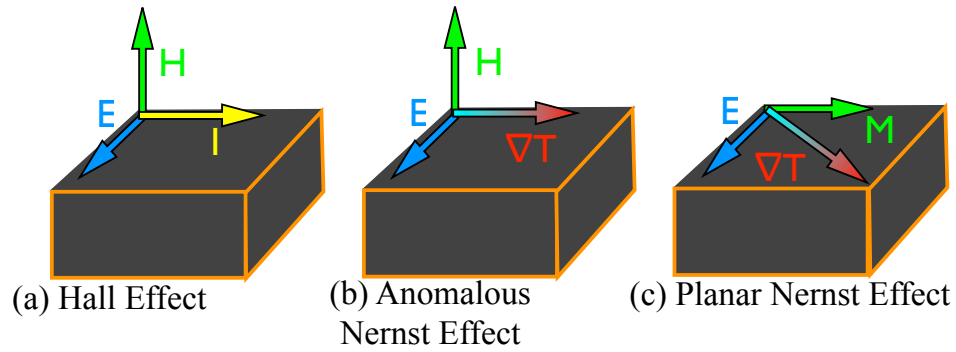 H
E
I
(a) Hall Effect
H
E
∇T
(b) Anomalous
Nernst Effect
E
M
∇T
(c) Planar Nernst Effect